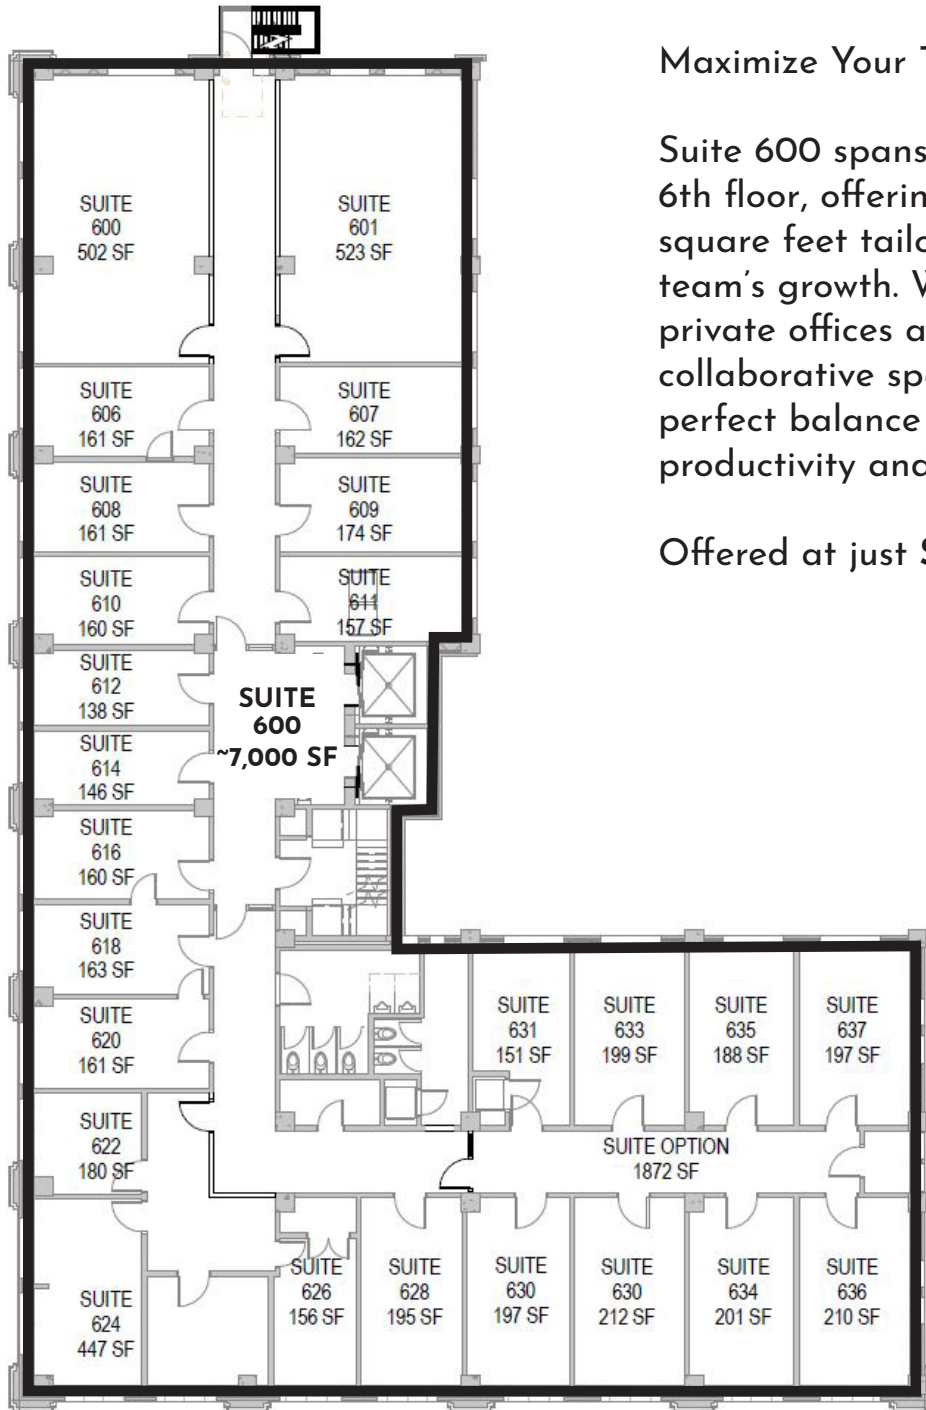 Maximize Your
Suite 600 spans
6th floor, offerin
square feet tailo
team's growth. W
private offices a
collaborative spa
perfect balance
productivity and
Offered at just $
SUITE
600
502 SF
SUITE
601
523 SF
SUITE
606
161 SF
SUITE
607
162 SF
SUITE
608
161 SF
SUITE
609
174 SF
SUITE
610
160 SF
SUITE
611
157 SF
SUITE
612
138 SF
SUITE
600
~7,000 SF
SUITE
614
146 SF
SUITE
616
160 SF
SUITE
618
163 SF
SUITE
620
161 SF
SUITE
631
151 SF
SUITE
633
199 SF
SUITE
635
188 SF
SUITE
637
197 SF
SUITE
622
180 SF
SUITE OPTION
1872 SF
SUITE
624
447 SF
SUITE
626
156 SF
SUITE
628
195 SF
SUITE
630
197 SF
SUITE
630
212 SF
SUITE
634
201 SF
SUITE
636
210 SF